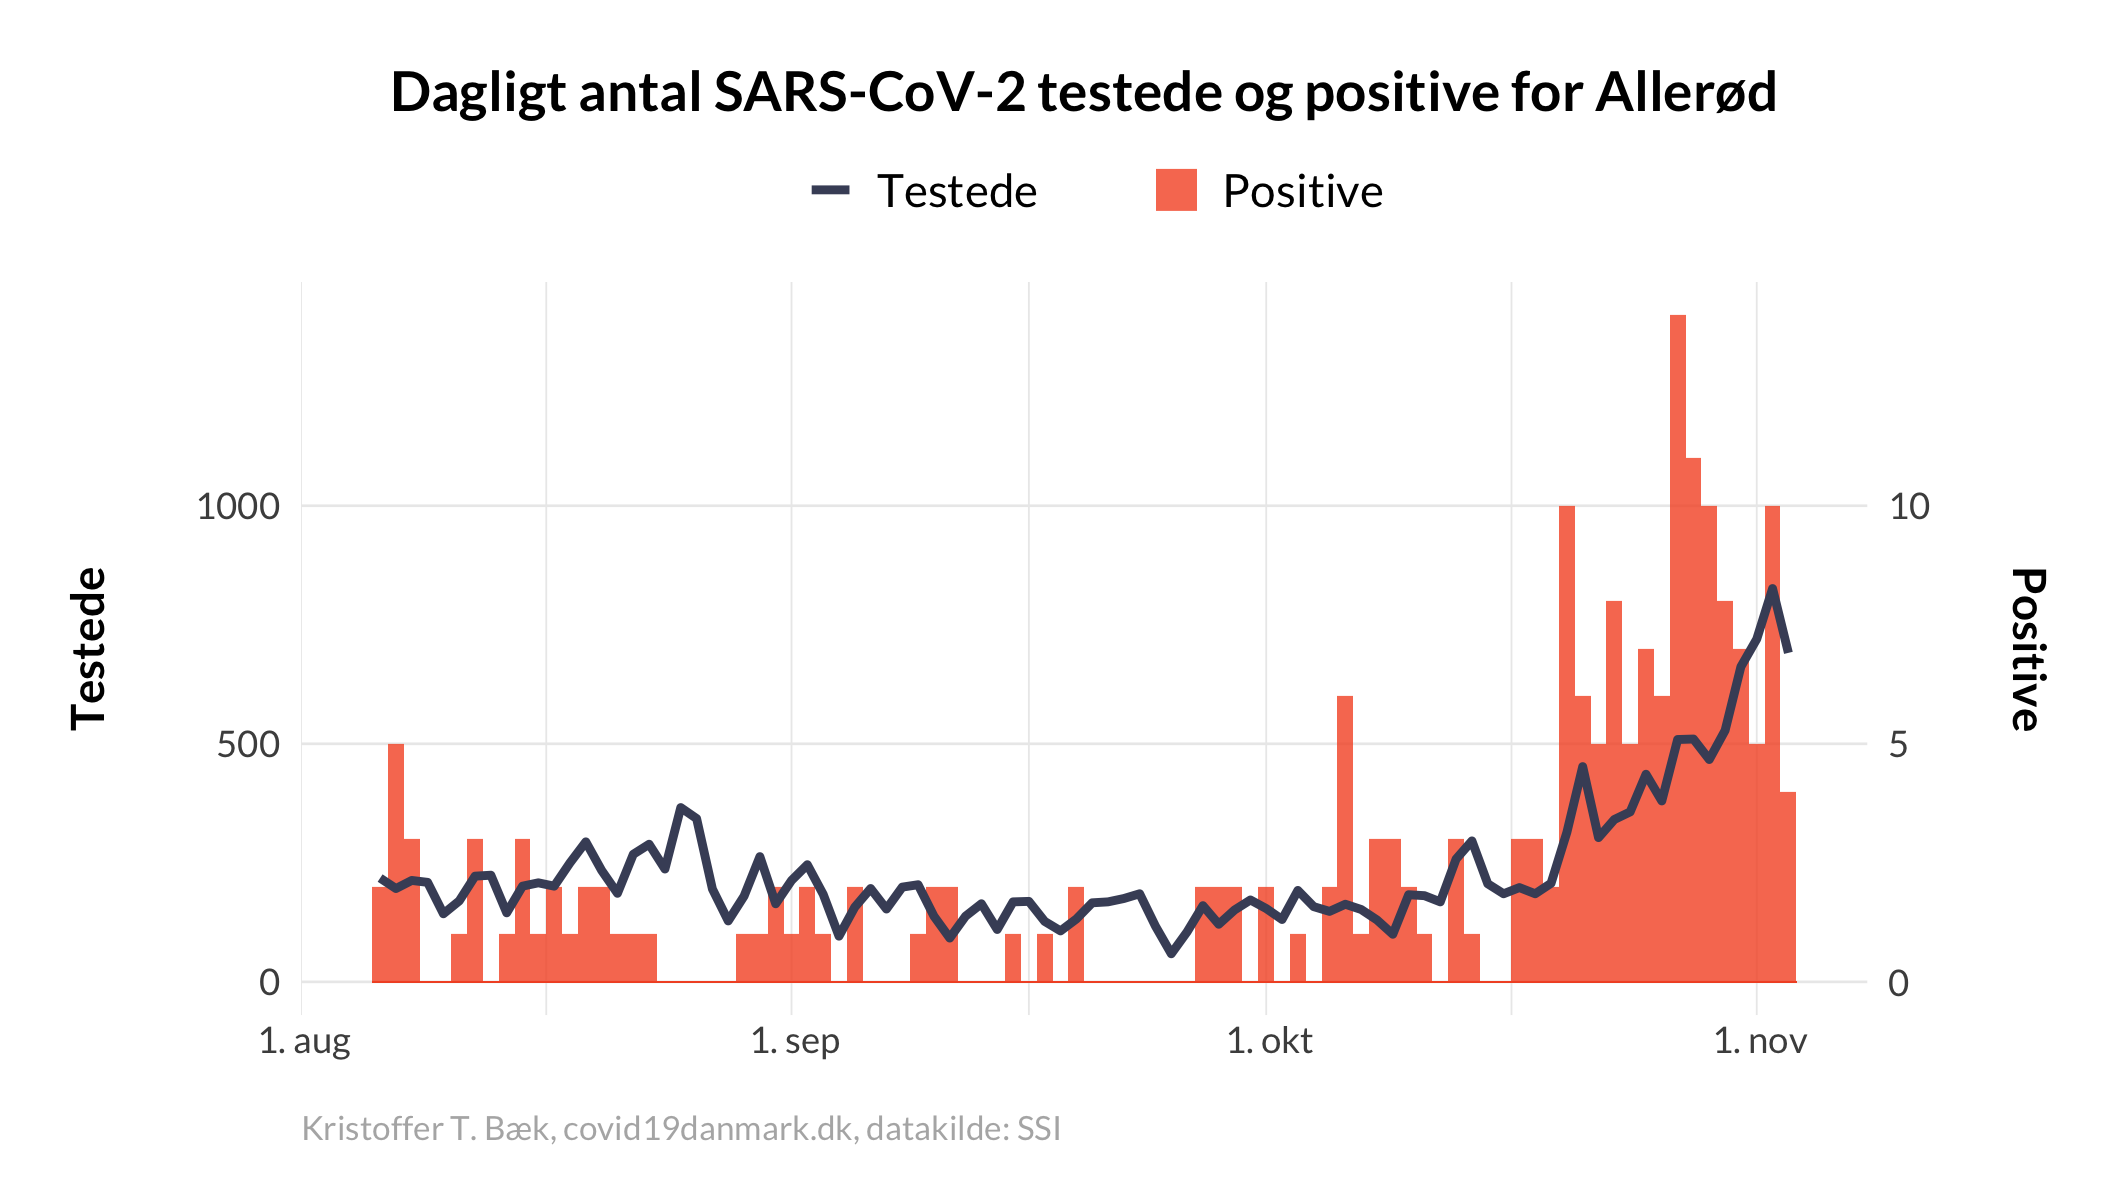 Dagligt antal SARS-CoV-2 testede og positive for Allerød
Testede
Positive
Testede
1000
500
0
10
5
0
Positive
1. aug
1. sep
1. okt
1. nov
Kristoffer T. Bæk, covid19danmark.dk, datakilde: SSI